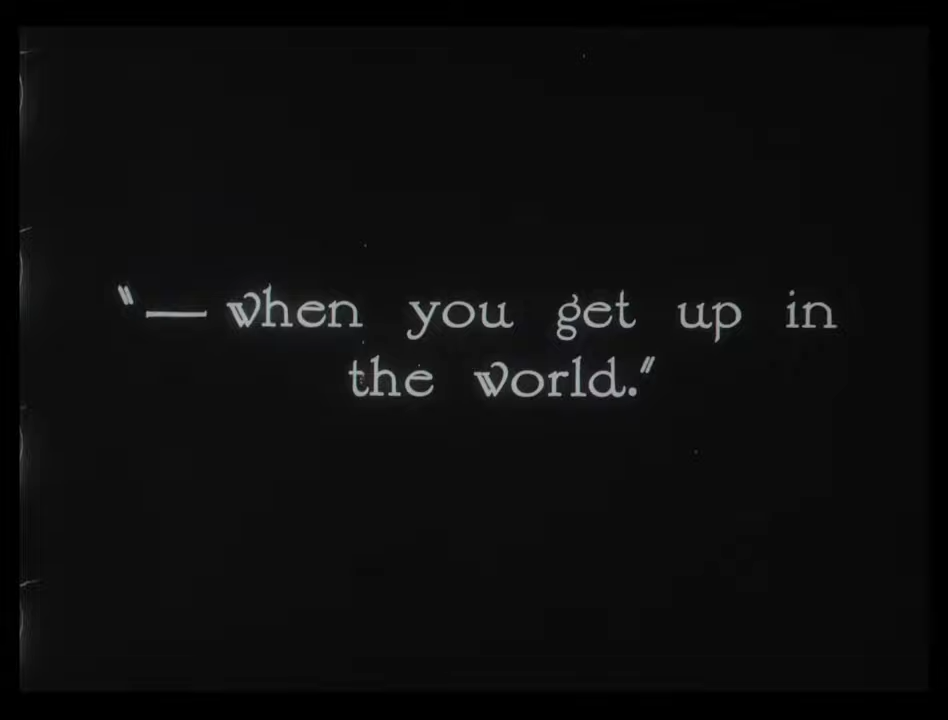 "— when you get up in
the world."